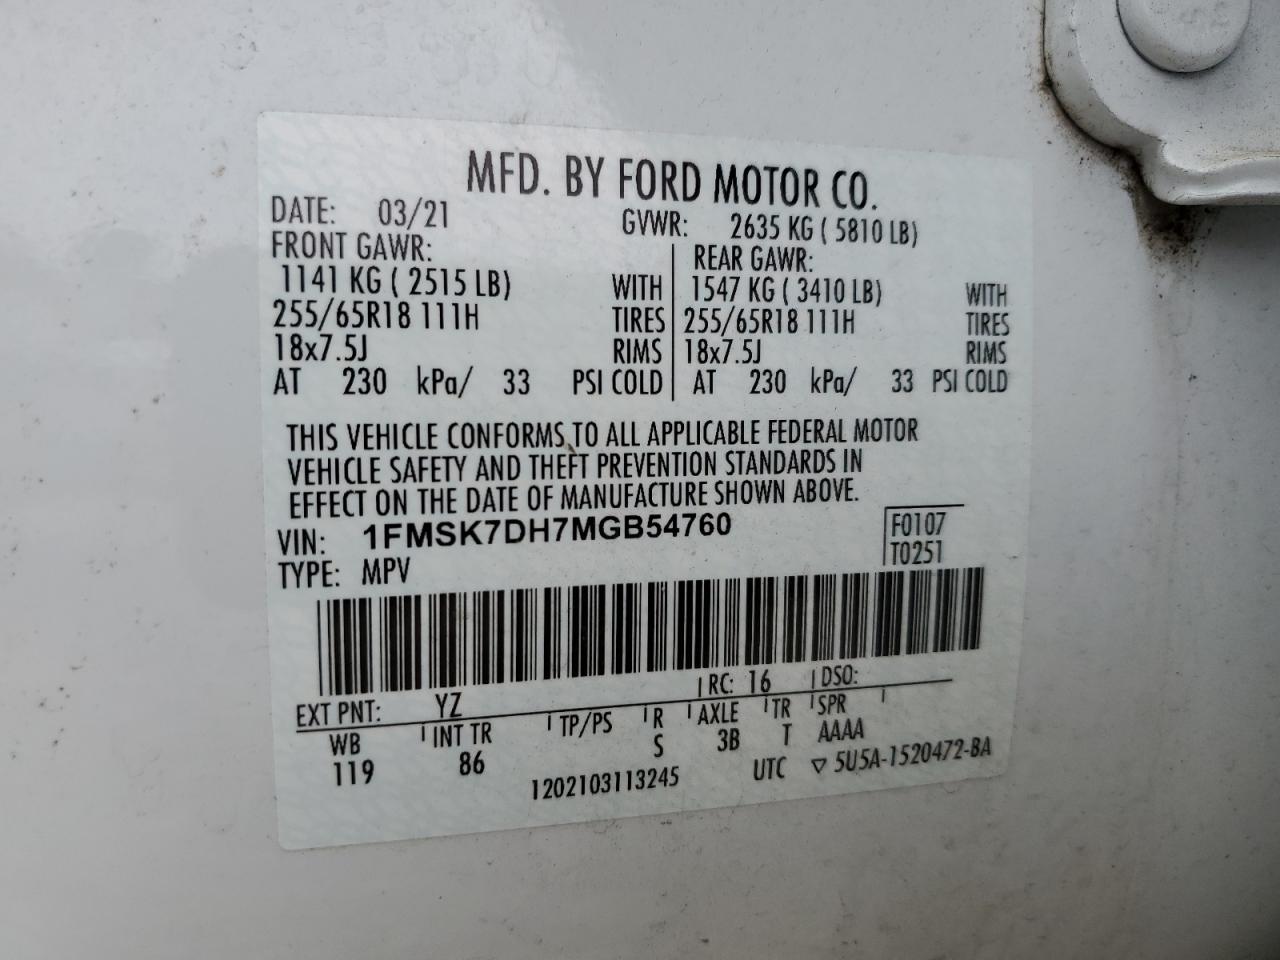 MFD. BY FORD MOTOR CO.
DATE: 03/21 GVWR: 2635 KG ( 5810 LB)
FRONT GAWR: REAR GAWR:
1141 KG ( 2515 LB) WITH 1547 KG ( 3410 LB) WITH
255/65R18 111H TIRES 255/65R18 111H TIRES
18x7.5J RIMS 18x7.5J RIMS
AT 230 kPa/ 33 PSI COLD AT 230 kPa/ 33 PSI COLD
THIS VEHICLE CONFORMS TO ALL APPLICABLE FEDERAL MOTOR
VEHICLE SAFETY AND THEFT PREVENTION STANDARDS IN
EFFECT ON THE DATE OF MANUFACTURE SHOWN ABOVE.
VIN: 1FMSK7DH7MGB54760 F0107
TYPE: MPV T0251
EXT PNT: YZ RC: 16 DSO:
WB INT TR TP/PS R AXLE TR SPR
119 86 S 3B T AAAA
1202103113245 UTC ▽ 5U5A-1520472-BA